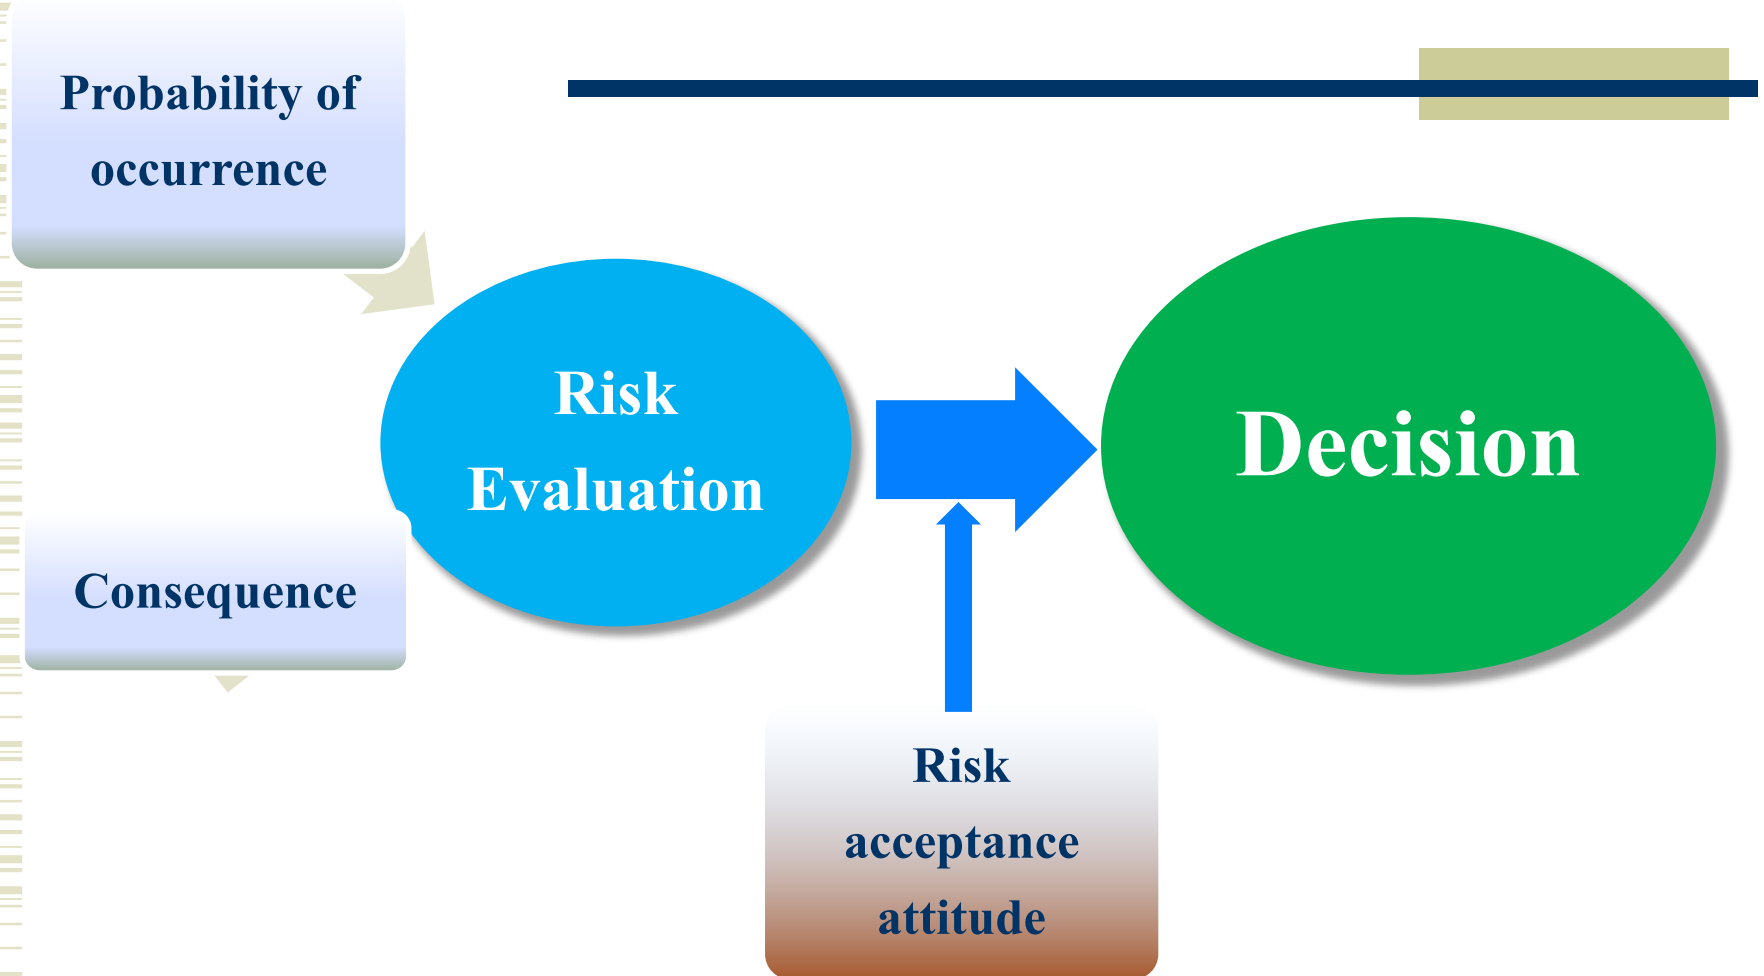 Probability of
occurrence
Risk
Evaluation
Decision
Consequence
Risk
acceptance
attitude